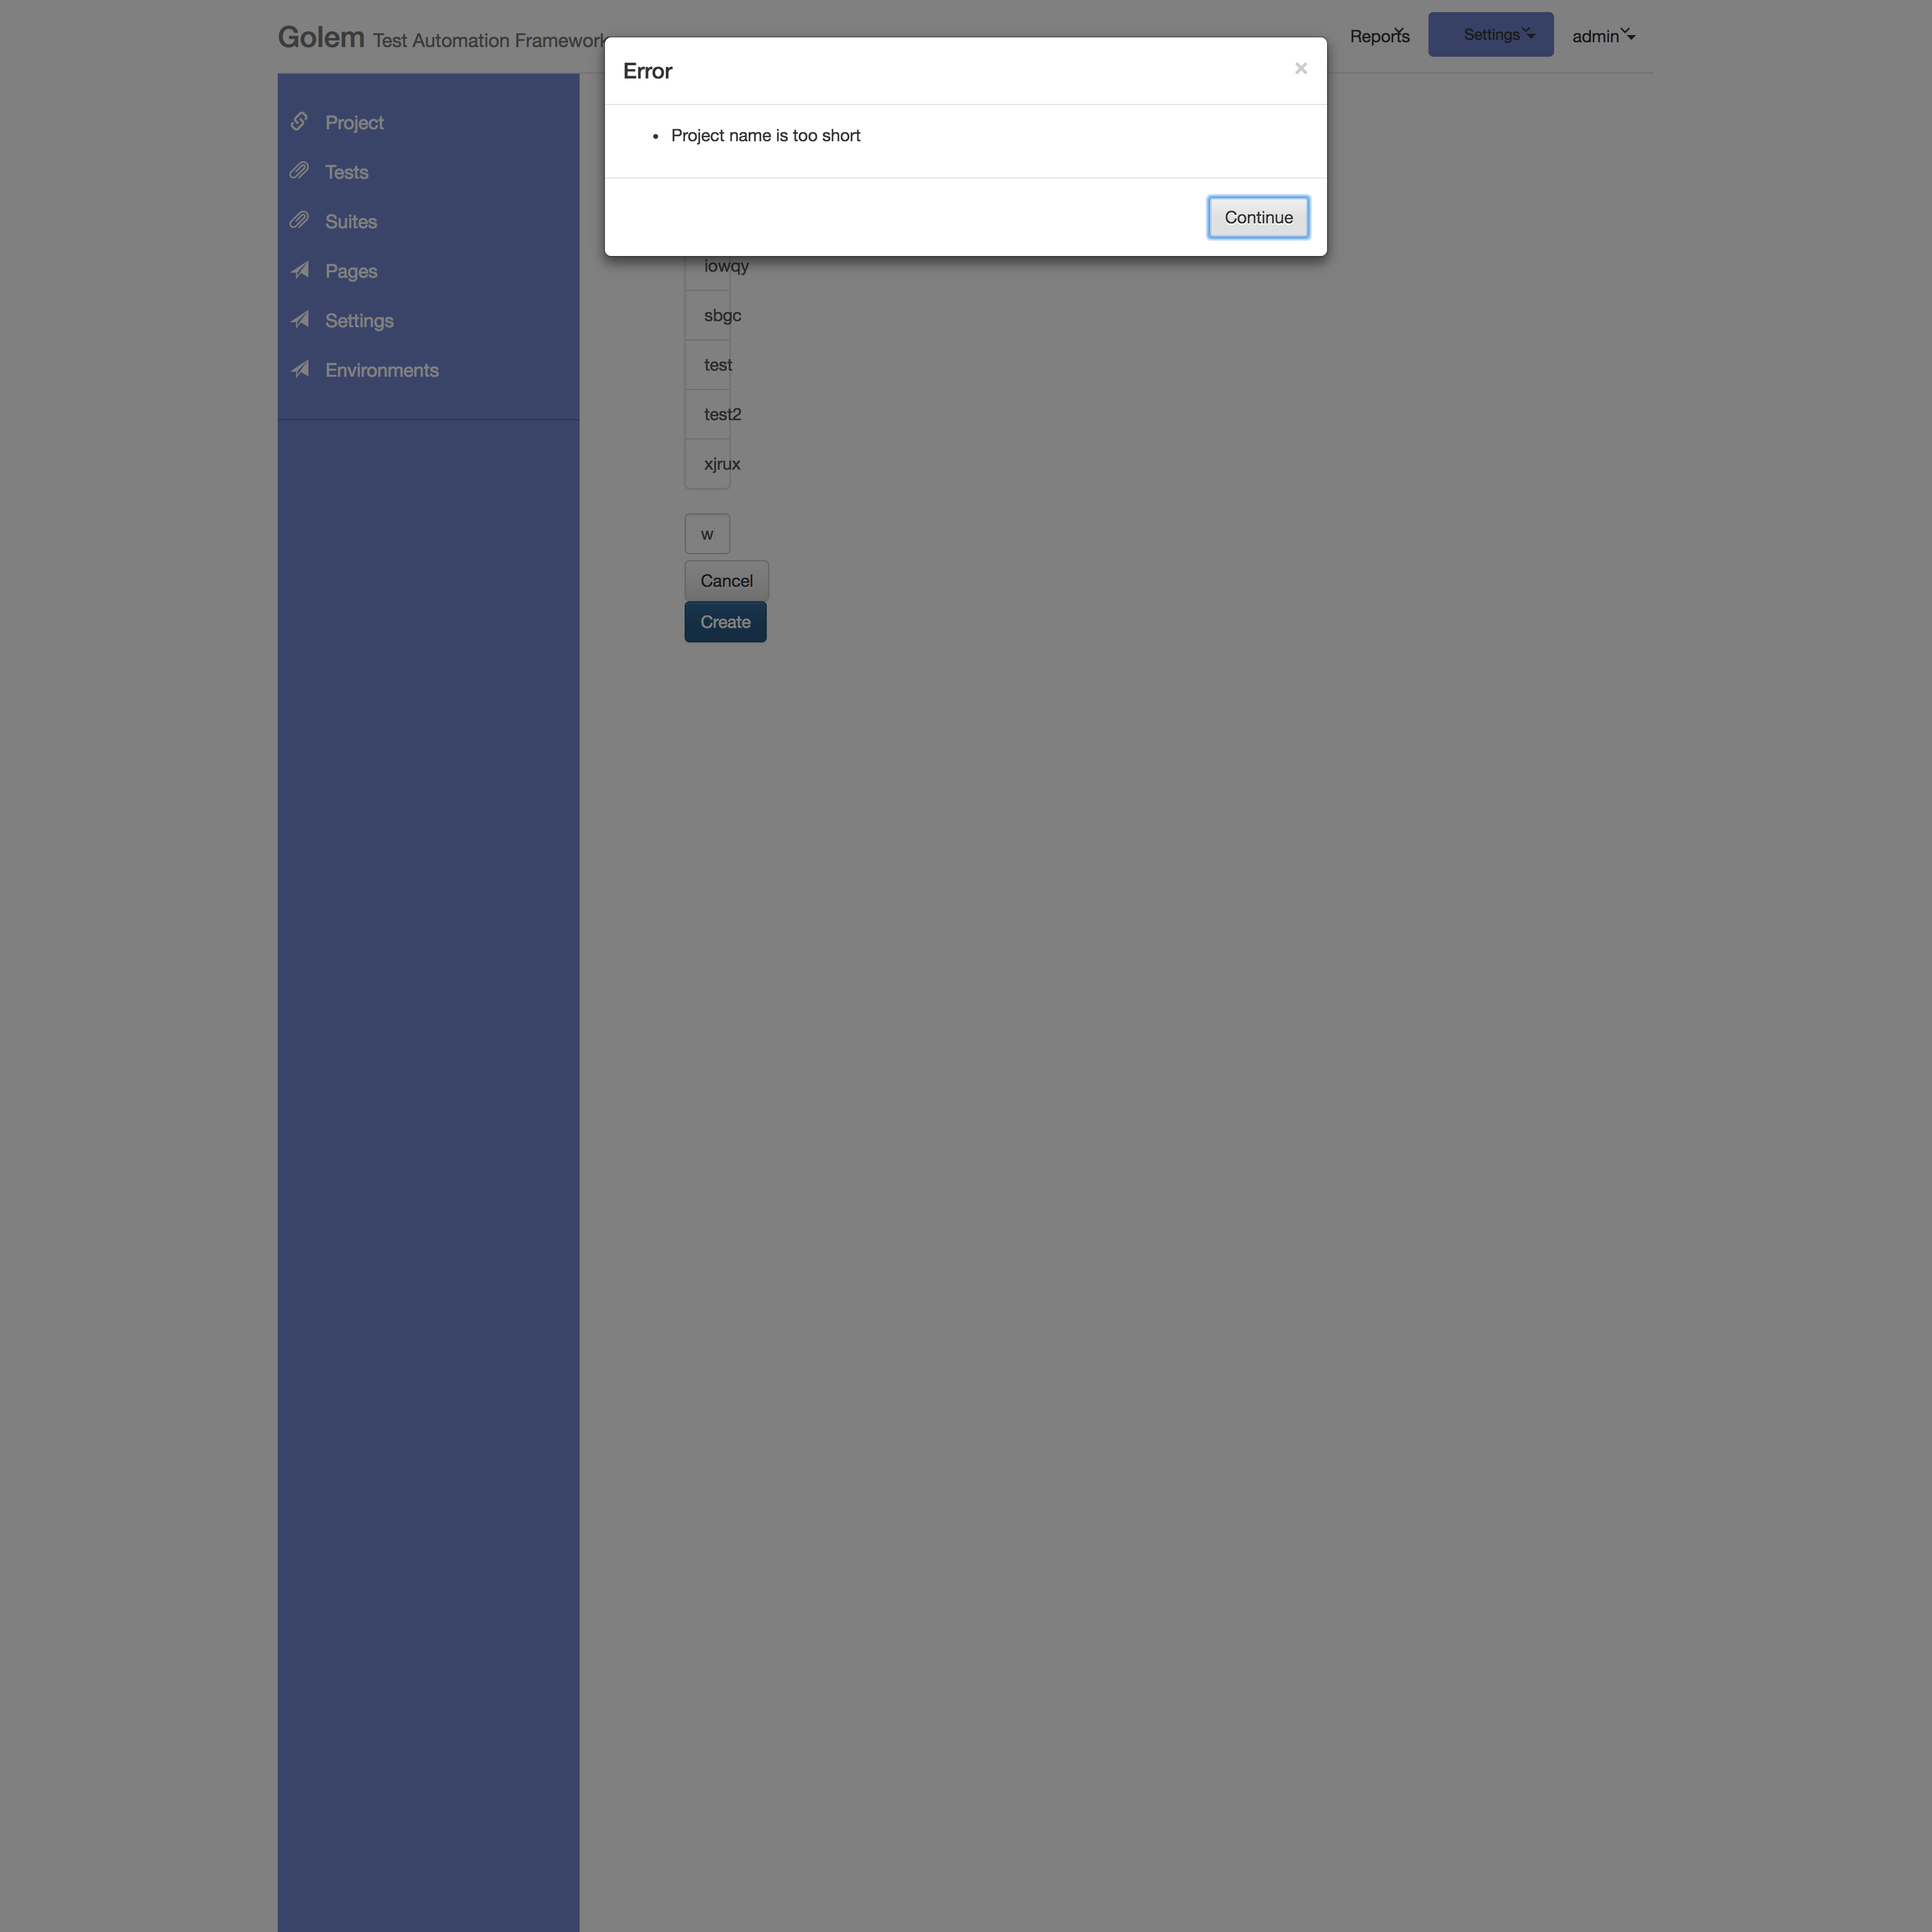 Golem Test Automation Framework
Reports
Settings
admin
Error
×
Project name is too short
Continue
Project
Tests
Suites
Pages
Settings
Environments
iowqy
sbgc
test
test2
xjrux
w
Cancel
Create